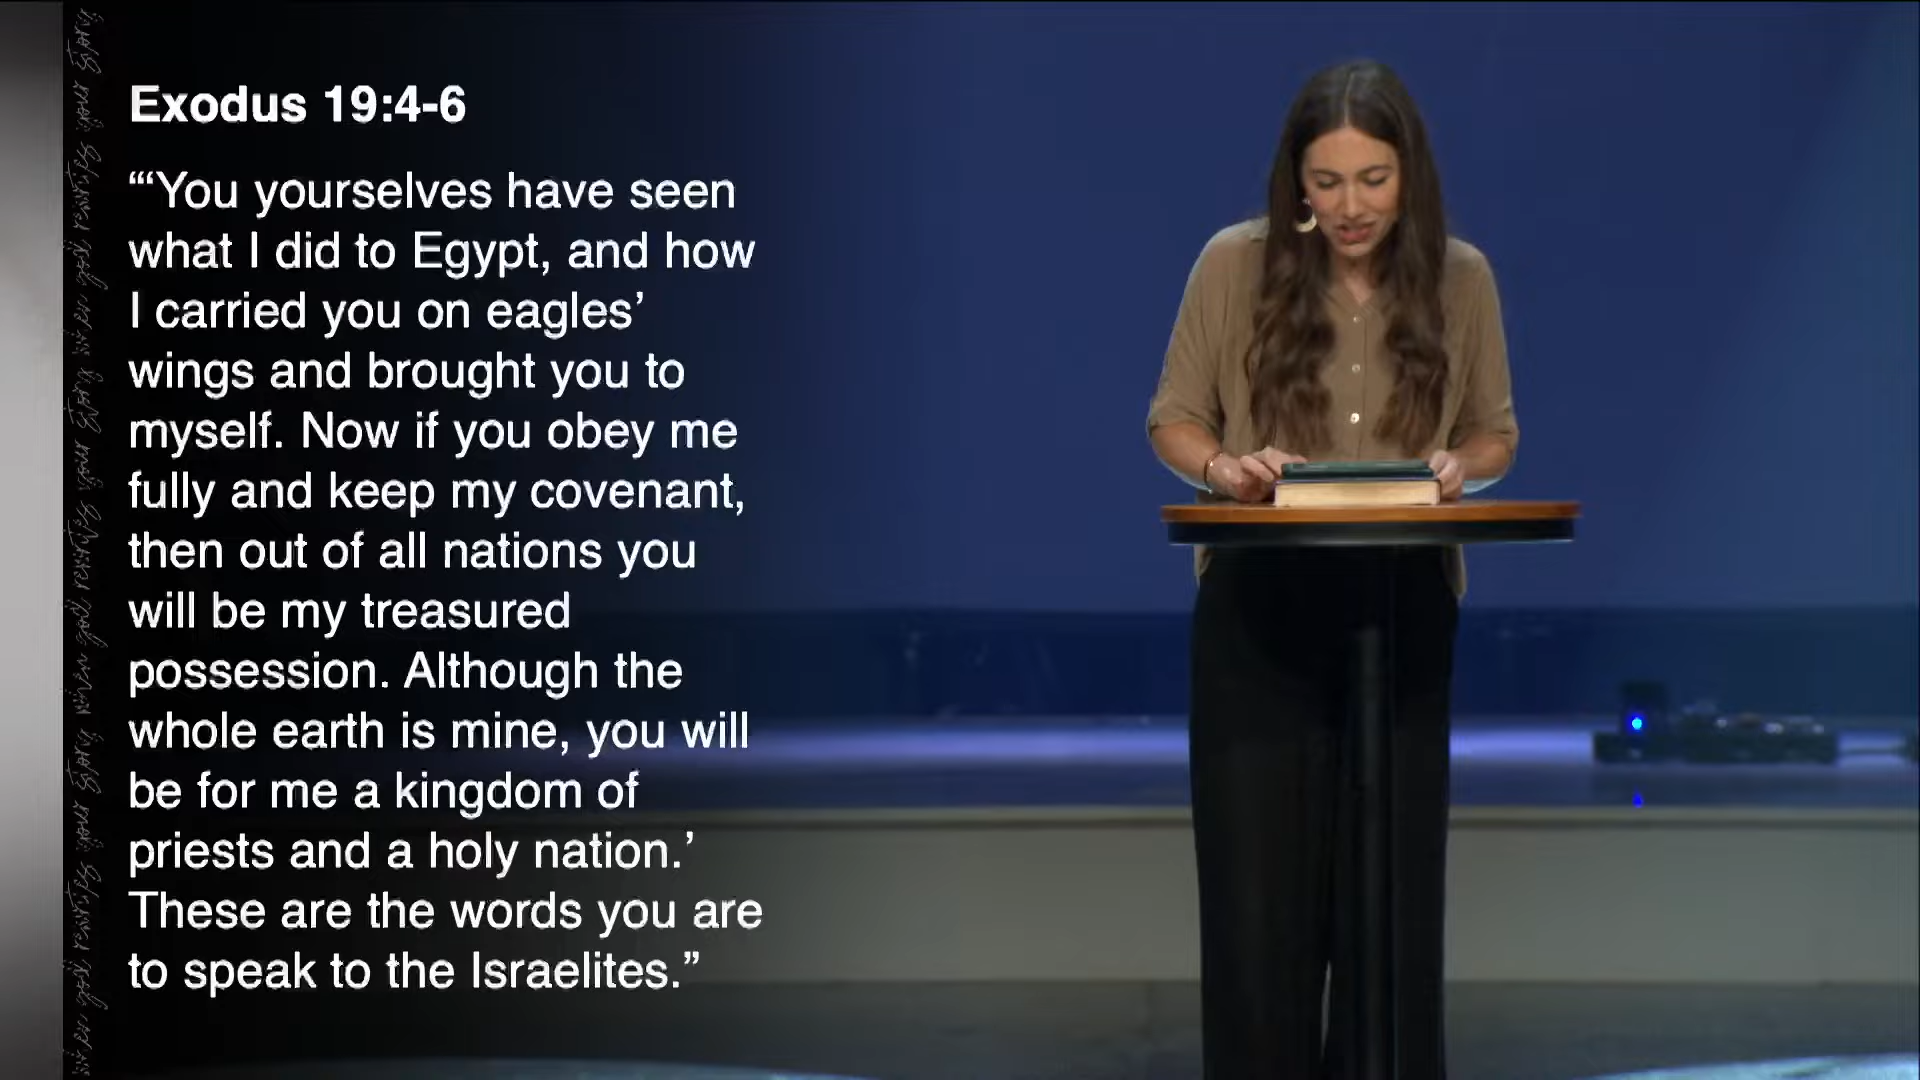 Exodus 19:4-6
“‘You yourselves have seen
what I did to Egypt, and how
I carried you on eagles’
wings and brought you to
myself. Now if you obey me
fully and keep my covenant,
then out of all nations you
will be my treasured
possession. Although the
whole earth is mine, you will
be for me a kingdom of
priests and a holy nation.’
These are the words you are
to speak to the Israelites.”